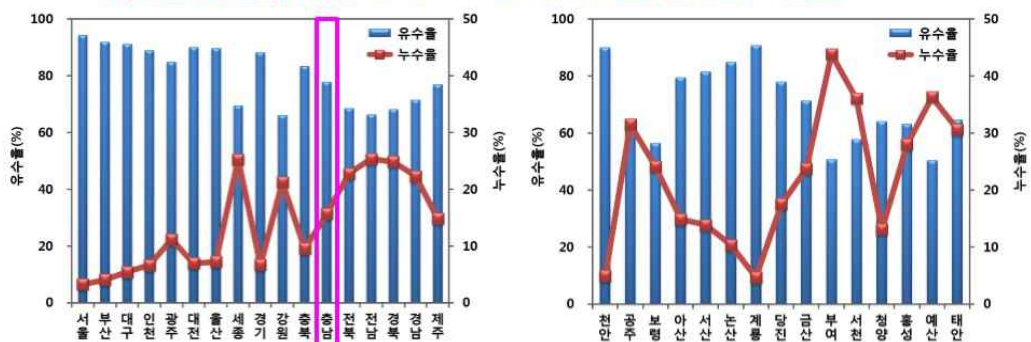 100
80
60
40
20
0
유수율(%)
50
40
30
20
10
0
누수율(%)
유수율
누수율
서울 부산 대구 인천 광주 대전 울산 세종 경기 강원 충북 충남 전북 전남 경북 경남 제주
100
80
60
40
20
0
유수율(%)
50
40
30
20
10
0
누수율(%)
유수율
누수율
천안 공주 보령 아산 서산 논산 계룡 당진 금산 부여 서천 청양 홍성 예산 태안